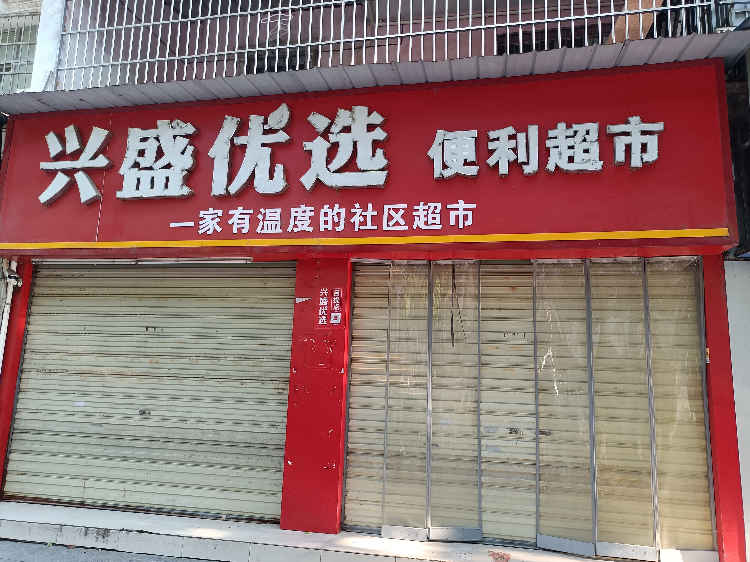 兴盛优选 便利超市
一家有温度的社区超市
兴盛优选